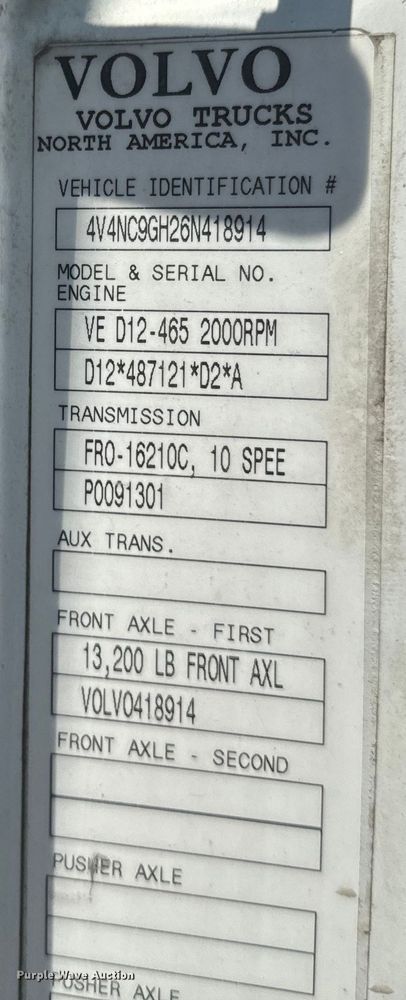 VOLVO
VOLVO TRUCKS
NORTH AMERICA, INC.
VEHICLE IDENTIFICATION #
4V4NC9GH26N418914
MODEL & SERIAL NO.
ENGINE
VE D12-465 2000RPM
D12*487121*D2*A
TRANSMISSION
FRO-16210C, 10 SPEE
P0091301
AUX TRANS.
FRONT AXLE - FIRST
13,200 LB FRONT AXL
VOLVO418914
FRONT AXLE - SECOND
PUSHER AXLE
PUSHER AXLE
Purple Wave Auction